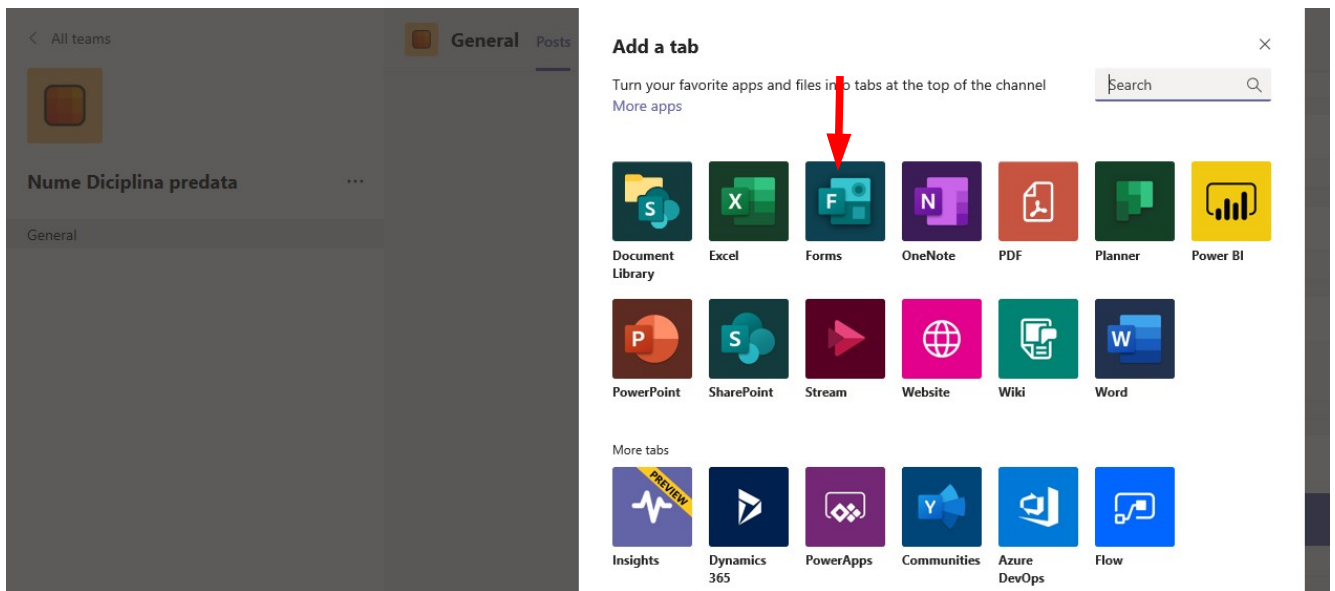 All teams
General Posts
Nume Diciplina predata
...
General
Add a tab
Turn your favorite apps and files into tabs at the top of the channel
More apps
Search
Document Library
Excel
Forms
OneNote
PDF
Planner
Power BI
PowerPoint
SharePoint
Stream
Website
Wiki
Word
More tabs
PREVIEW
Insights
Dynamics 365
PowerApps
Communities
Azure DevOps
Flow